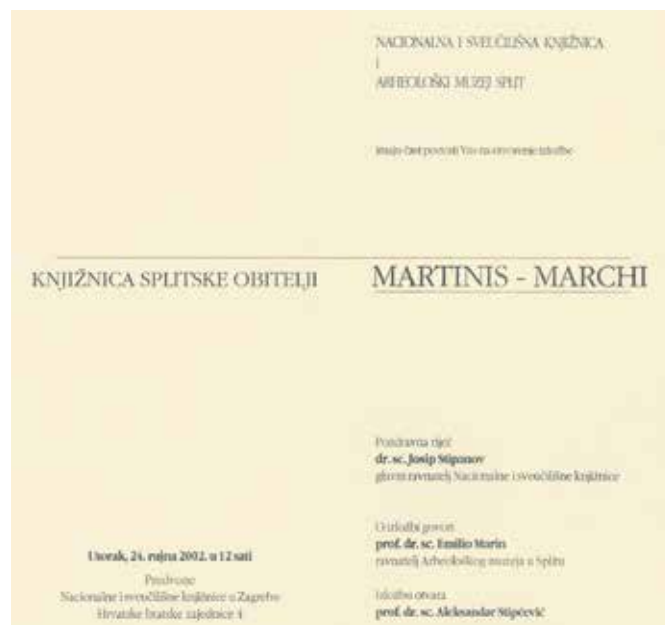 NACIONALNA I SVEUČILIŠNA KNJIŽNICA
I
ARHEOLOŠKI MUZEJ SPLIT
imaju čast pozvati Vas na otvorenje izložbe
KNJIŽNICA SPLITSKE OBITELJI
MARTINIS - MARCHI
Pozdravna riječ
dr. sc. Josip Stipanov
glavni ravnatelj Nacionalne i sveučilišne knjižnice
O izložbi govori
prof. dr. sc. Emilio Marin
ravnatelj Arheološkog muzeja u Splitu
Izložbu otvara
prof. dr. sc. Aleksandar Stipčević
Utorak, 24. rujna 2002. u 12 sati
Predvorje
Nacionalne i sveučilišne knjižnice u Zagrebu
Hrvatske bratske zajednice 4